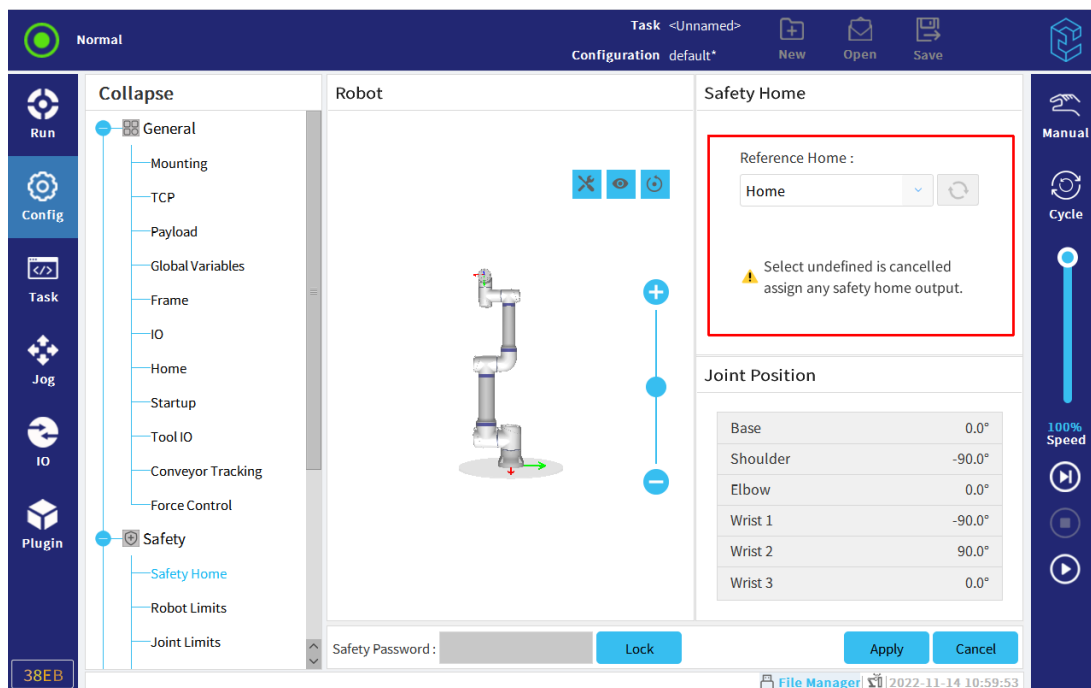 Normal
Task <Unnamed>
Configuration default*
New
Open
Save
Run
Config
Task
Jog
IO
Plugin
38EB
Collapse
General
Mounting
TCP
Payload
Global Variables
Frame
IO
Home
Startup
Tool IO
Conveyor Tracking
Force Control
Safety
Safety Home
Robot Limits
Joint Limits
Robot
Safety Home
Reference Home :
Home
Select undefined is cancelled
assign any safety home output.
Joint Position
Base 0.0°
Shoulder -90.0°
Elbow 0.0°
Wrist 1 -90.0°
Wrist 2 90.0°
Wrist 3 0.0°
Safety Password :
Lock
Apply
Cancel
File Manager
2022-11-14 10:59:53
Manual
Cycle
100%
Speed